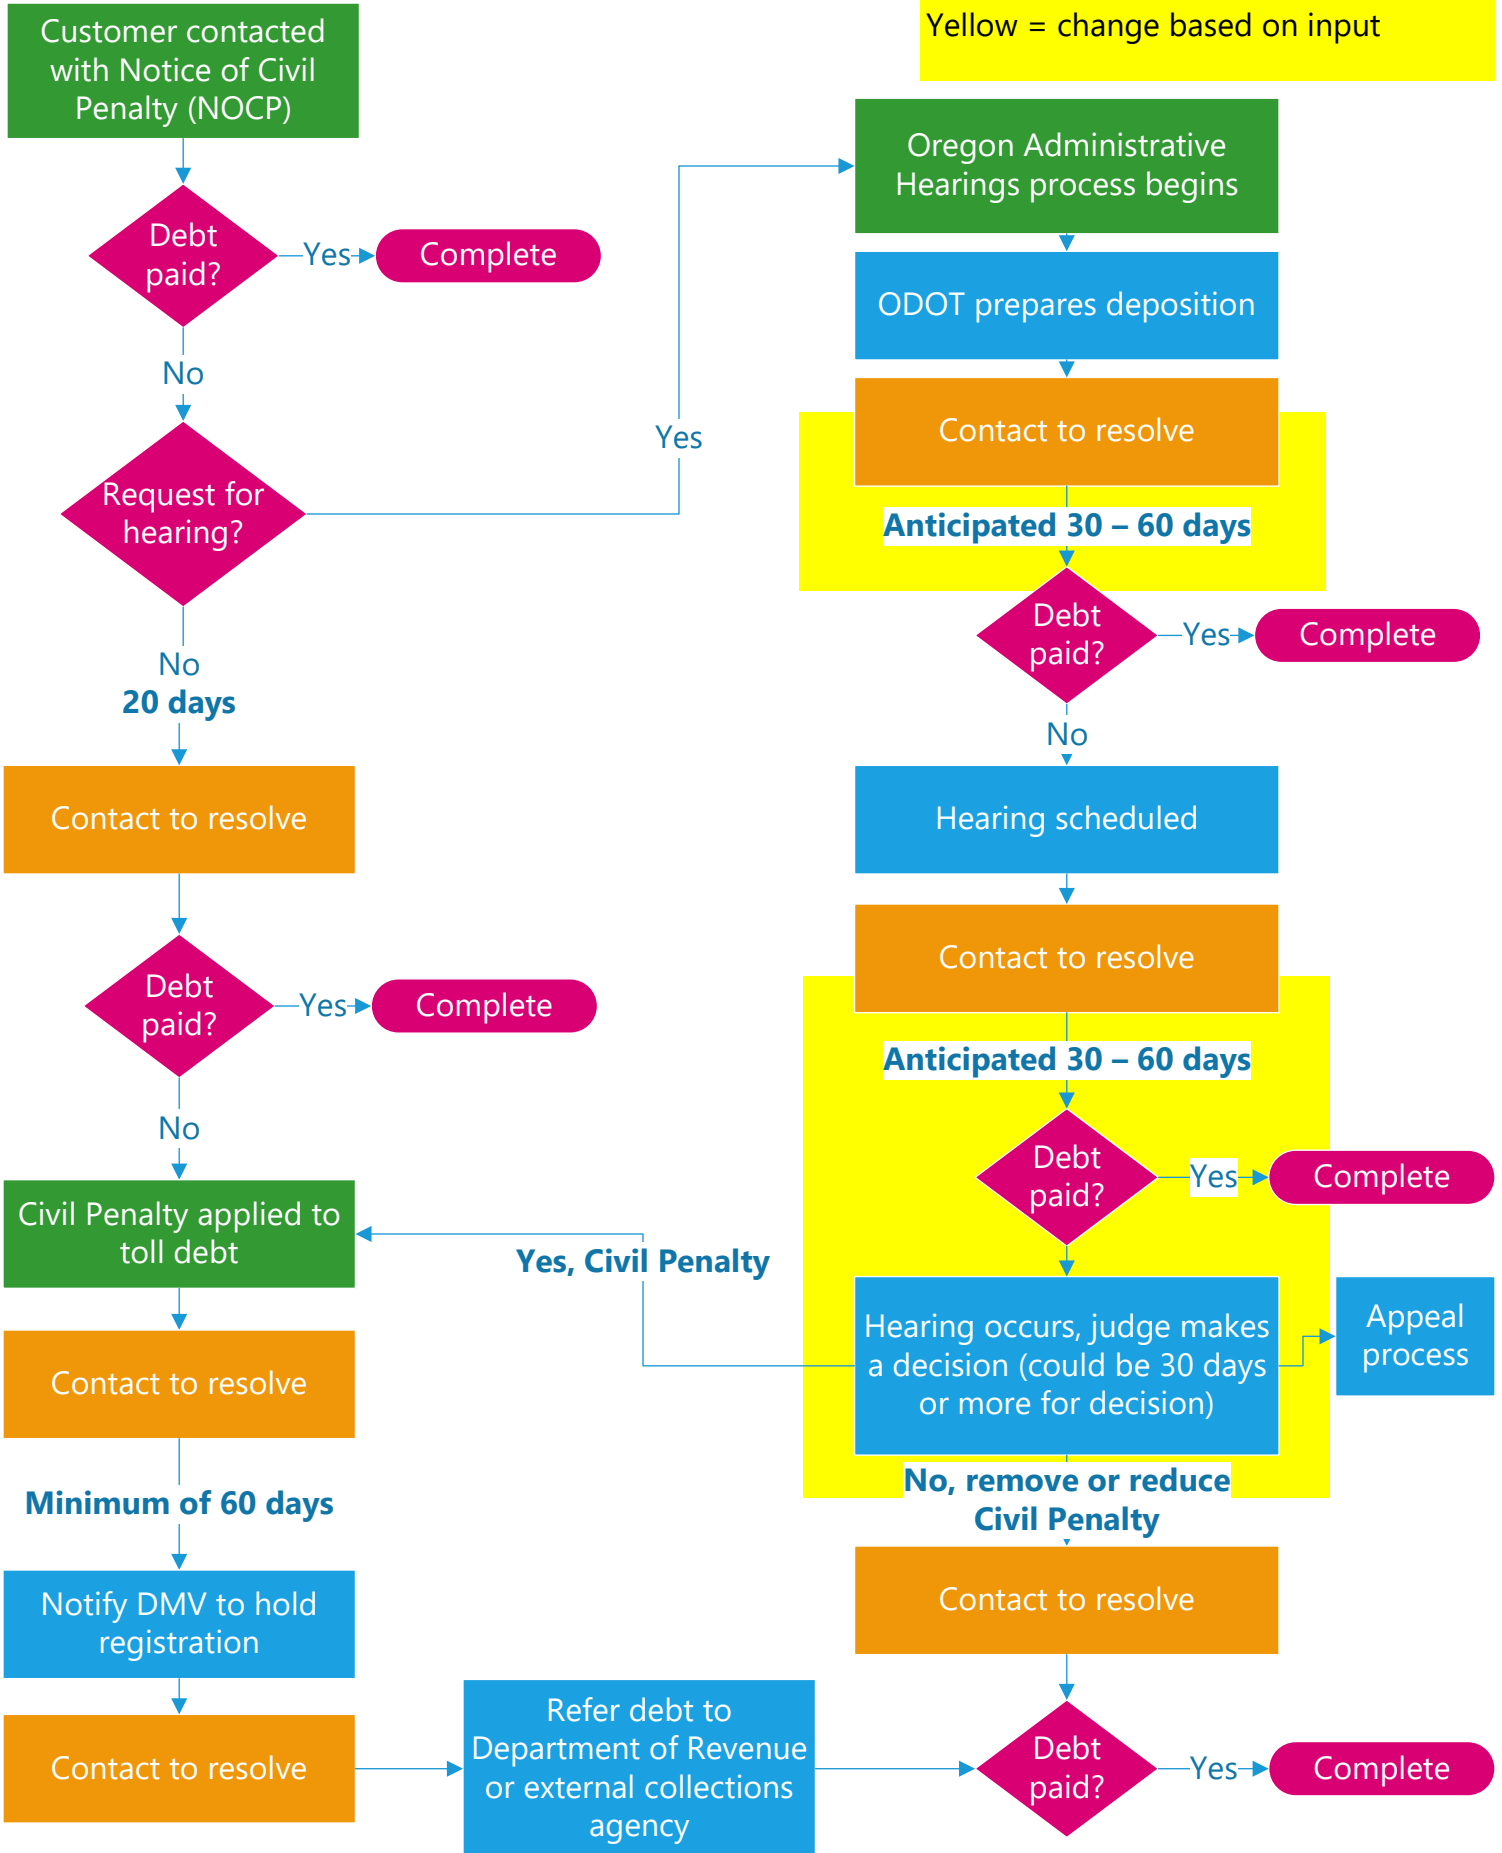 Yellow = change based on input
Customer contacted
with Notice of Civil
Penalty (NOCP)
Debt
paid?
Yes
Complete
No
Request for
hearing?
Yes
No
20 days
Contact to resolve
Debt
paid?
Yes
Complete
No
Civil Penalty applied to
toll debt
Contact to resolve
Minimum of 60 days
Notify DMV to hold
registration
Contact to resolve
Refer debt to
Department of Revenue
or external collections
agency
Oregon Administrative
Hearings process begins
ODOT prepares deposition
Contact to resolve
Anticipated 30 – 60 days
Debt
paid?
Yes
Complete
No
Hearing scheduled
Contact to resolve
Anticipated 30 – 60 days
Debt
paid?
Yes
Complete
Hearing occurs, judge makes
a decision (could be 30 days
or more for decision)
Appeal
process
Yes, Civil Penalty
No, remove or reduce
Civil Penalty
Contact to resolve
Debt
paid?
Yes
Complete